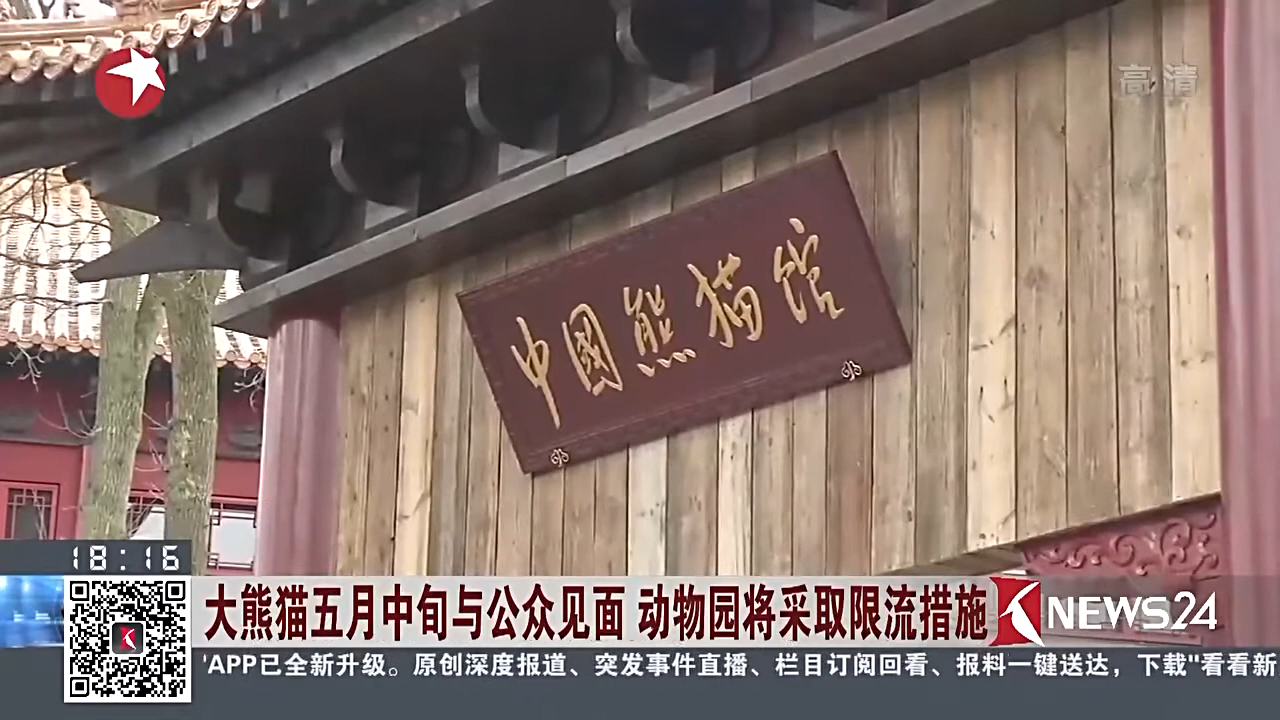 高清
中國熊猫馆
18:16
大熊猫五月中旬与公众见面 动物园将采取限流措施
NEWS24
"APP已全新升级。原创深度报道、突发事件直播、栏目订阅回看、报料一键送达，下载"看看新